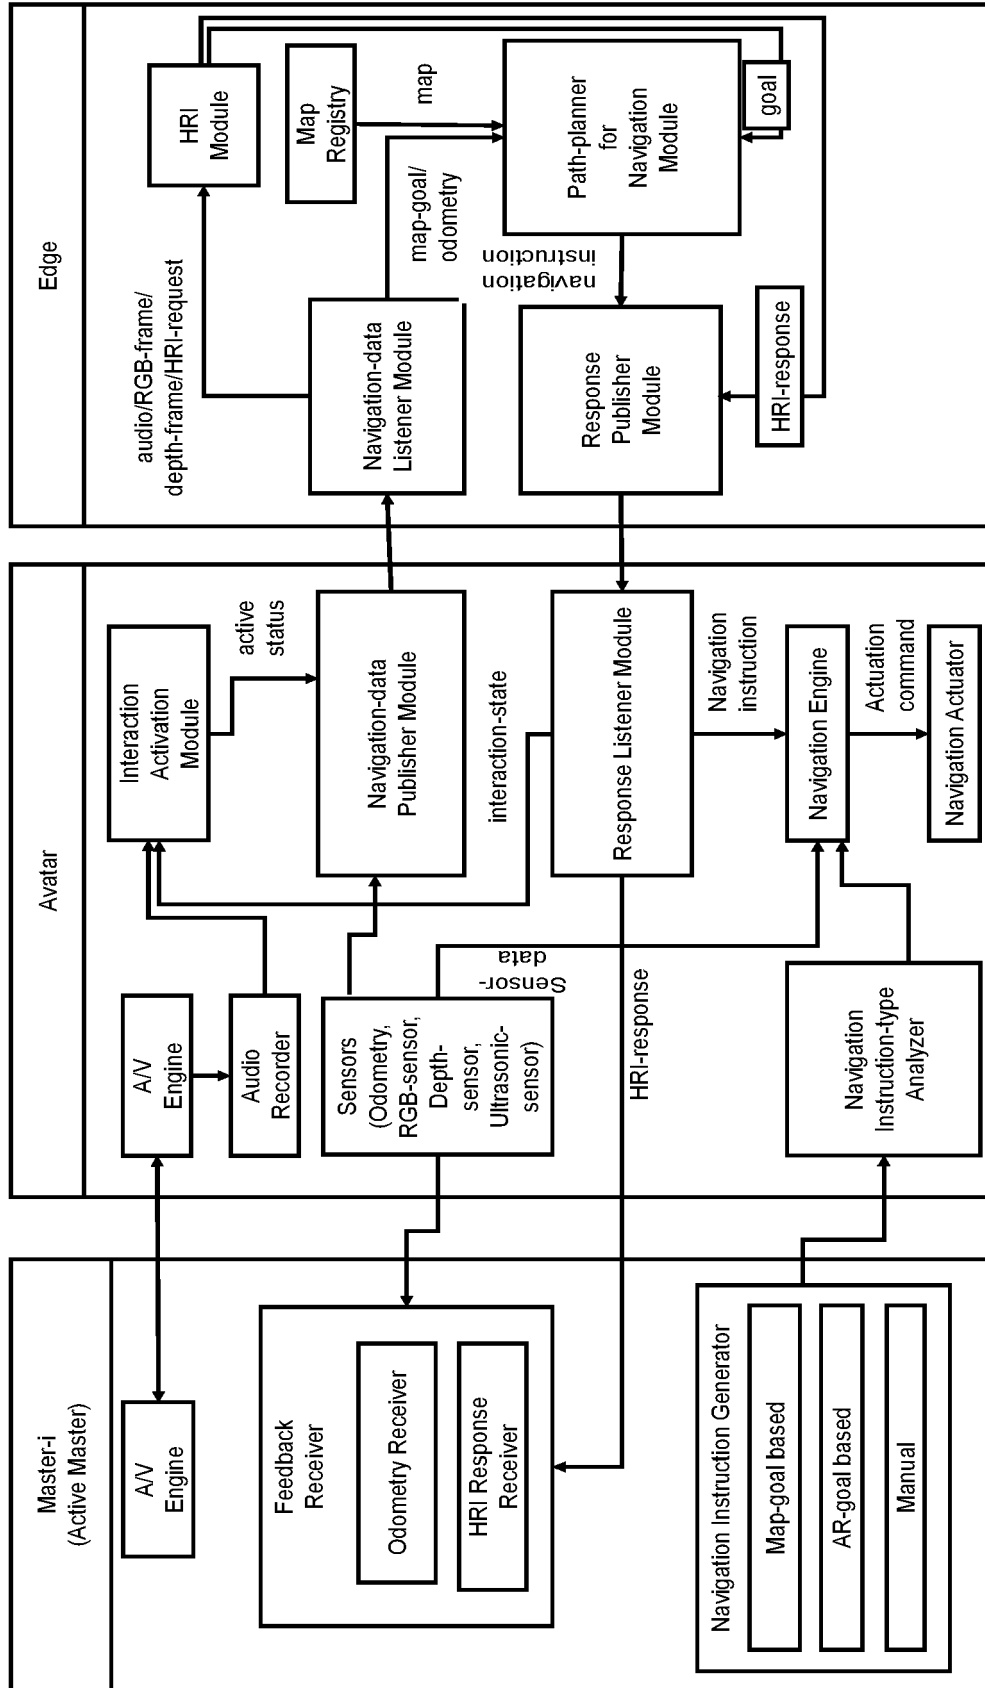 Master-i
(Active Master)
A/V
Engine
Feedback
Receiver
Odometry Receiver
HRI Response
Receiver
Navigation Instruction Generator
Map-goal based
AR-goal based
Manual
Avatar
A/V
Engine
Audio
Recorder
Interaction
Activation
Module
active
status
Sensors
(Odometry,
RGB-sensor,
Depth-
sensor,
Ultrasonic-
sensor)
Navigation-data
Publisher Module
interaction-state
Sensor-
data
Response Listener Module
HRI-response
Navigation
instruction
Navigation
Instruction-type
Analyzer
Navigation Engine
Actuation
command
Navigation Actuator
Edge
audio/RGB-frame/
depth-frame/HRI-request
HRI
Module
Map
Registry
map
Navigation-data
Listener Module
map-goal/
odometry
navigation
instruction
Path-planner
for
Navigation
Module
goal
Response
Publisher
Module
HRI-response